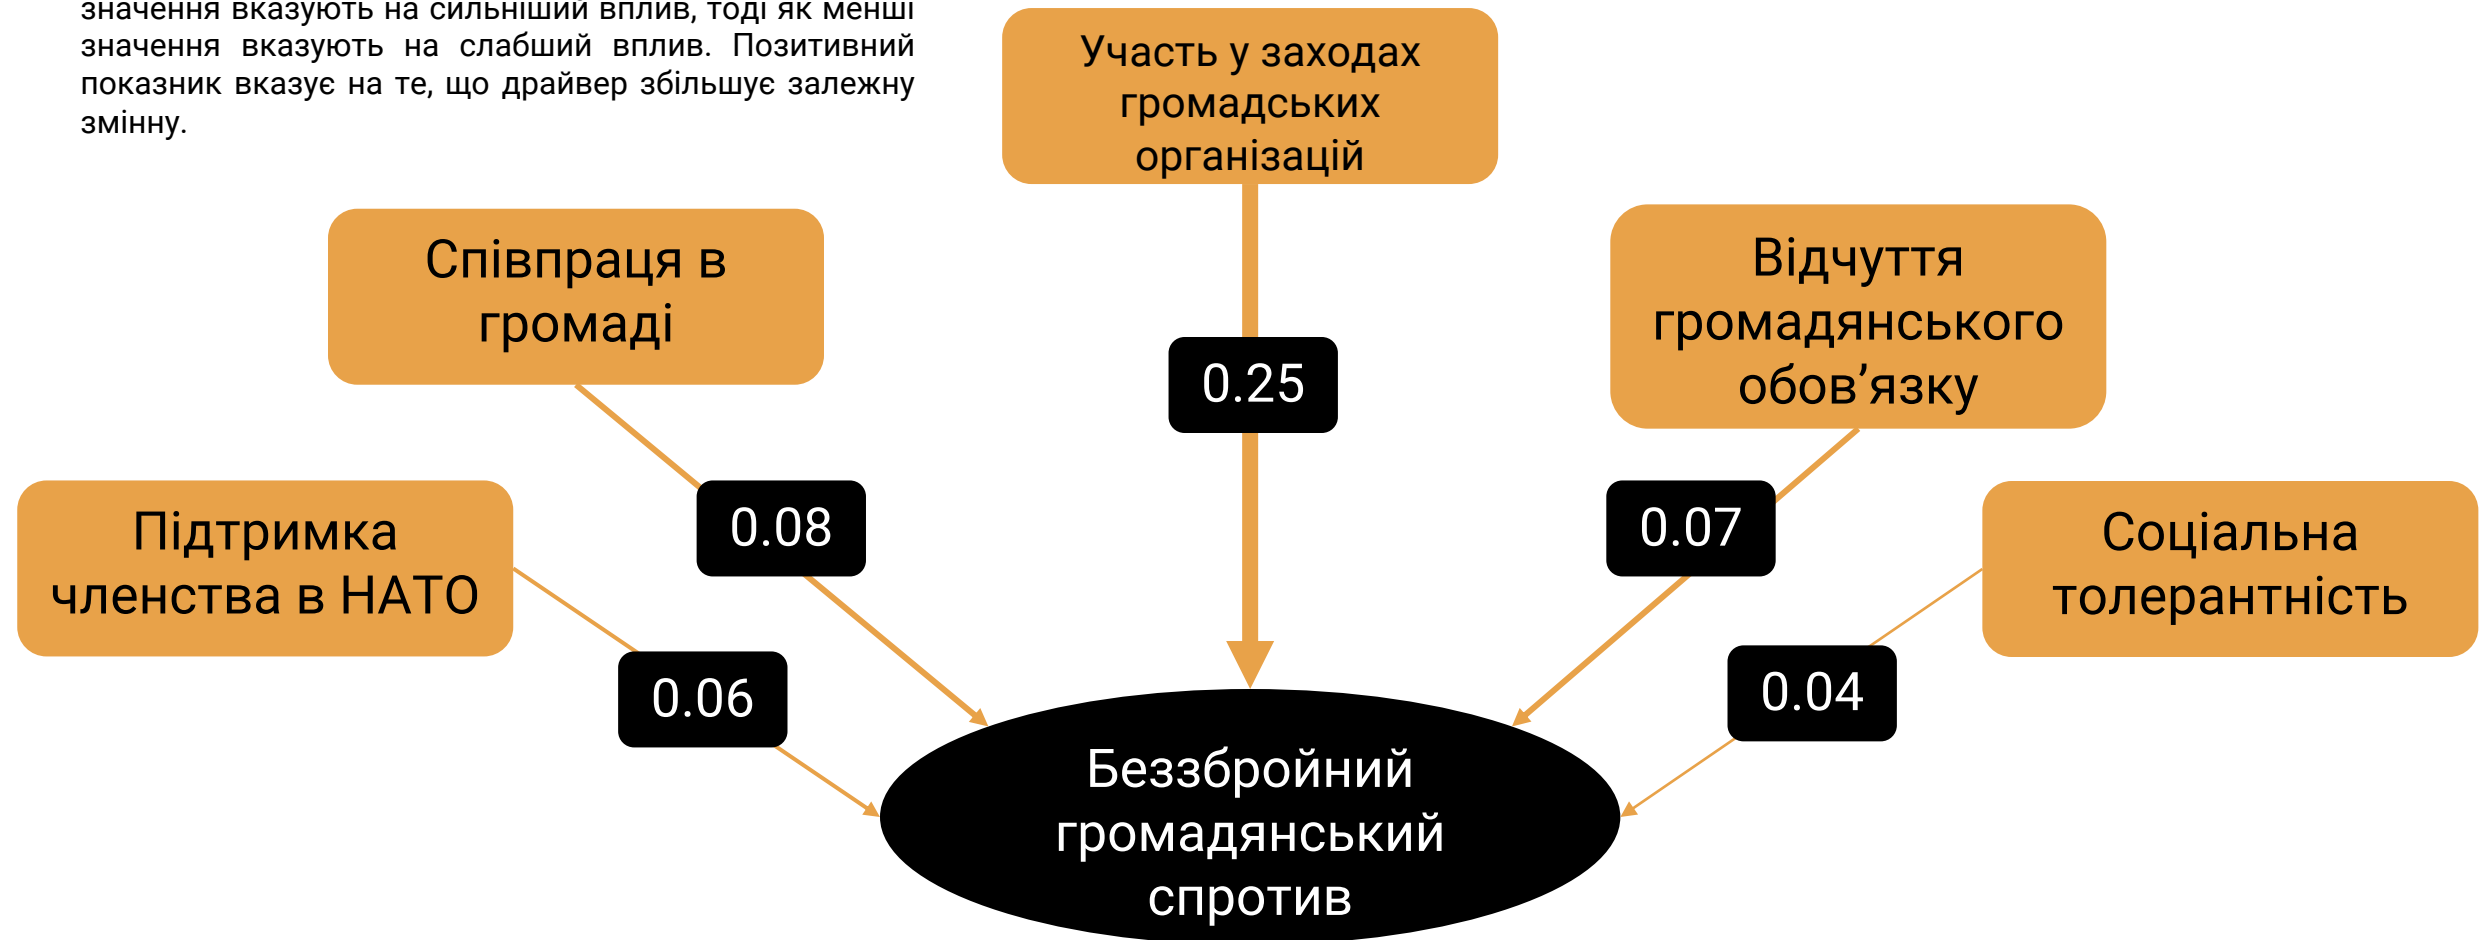 значення вказують на сильніший вплив, тоді як менші
значення вказують на слабший вплив. Позитивний
показник вказує на те, що драйвер збільшує залежну
змінну.
Участь у заходах
громадських
організацій
Співпраця в
громаді
Відчуття
громадянського
обов’язку
0.25
Підтримка
членства в НАТО
0.08
0.07
Соціальна
толерантність
0.06
0.04
Беззбройний
громадянський
спротив